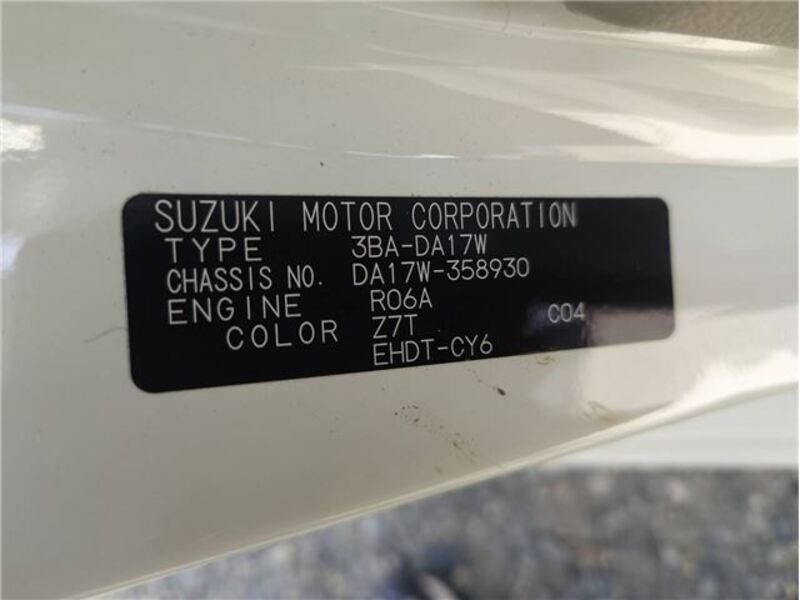 SUZUKI MOTOR CORPORATION
TYPE 3BA-DA17W
CHASSIS NO. DA17W-358930
ENGINE R06A
COLOR Z7T C04
EHDT-CY6